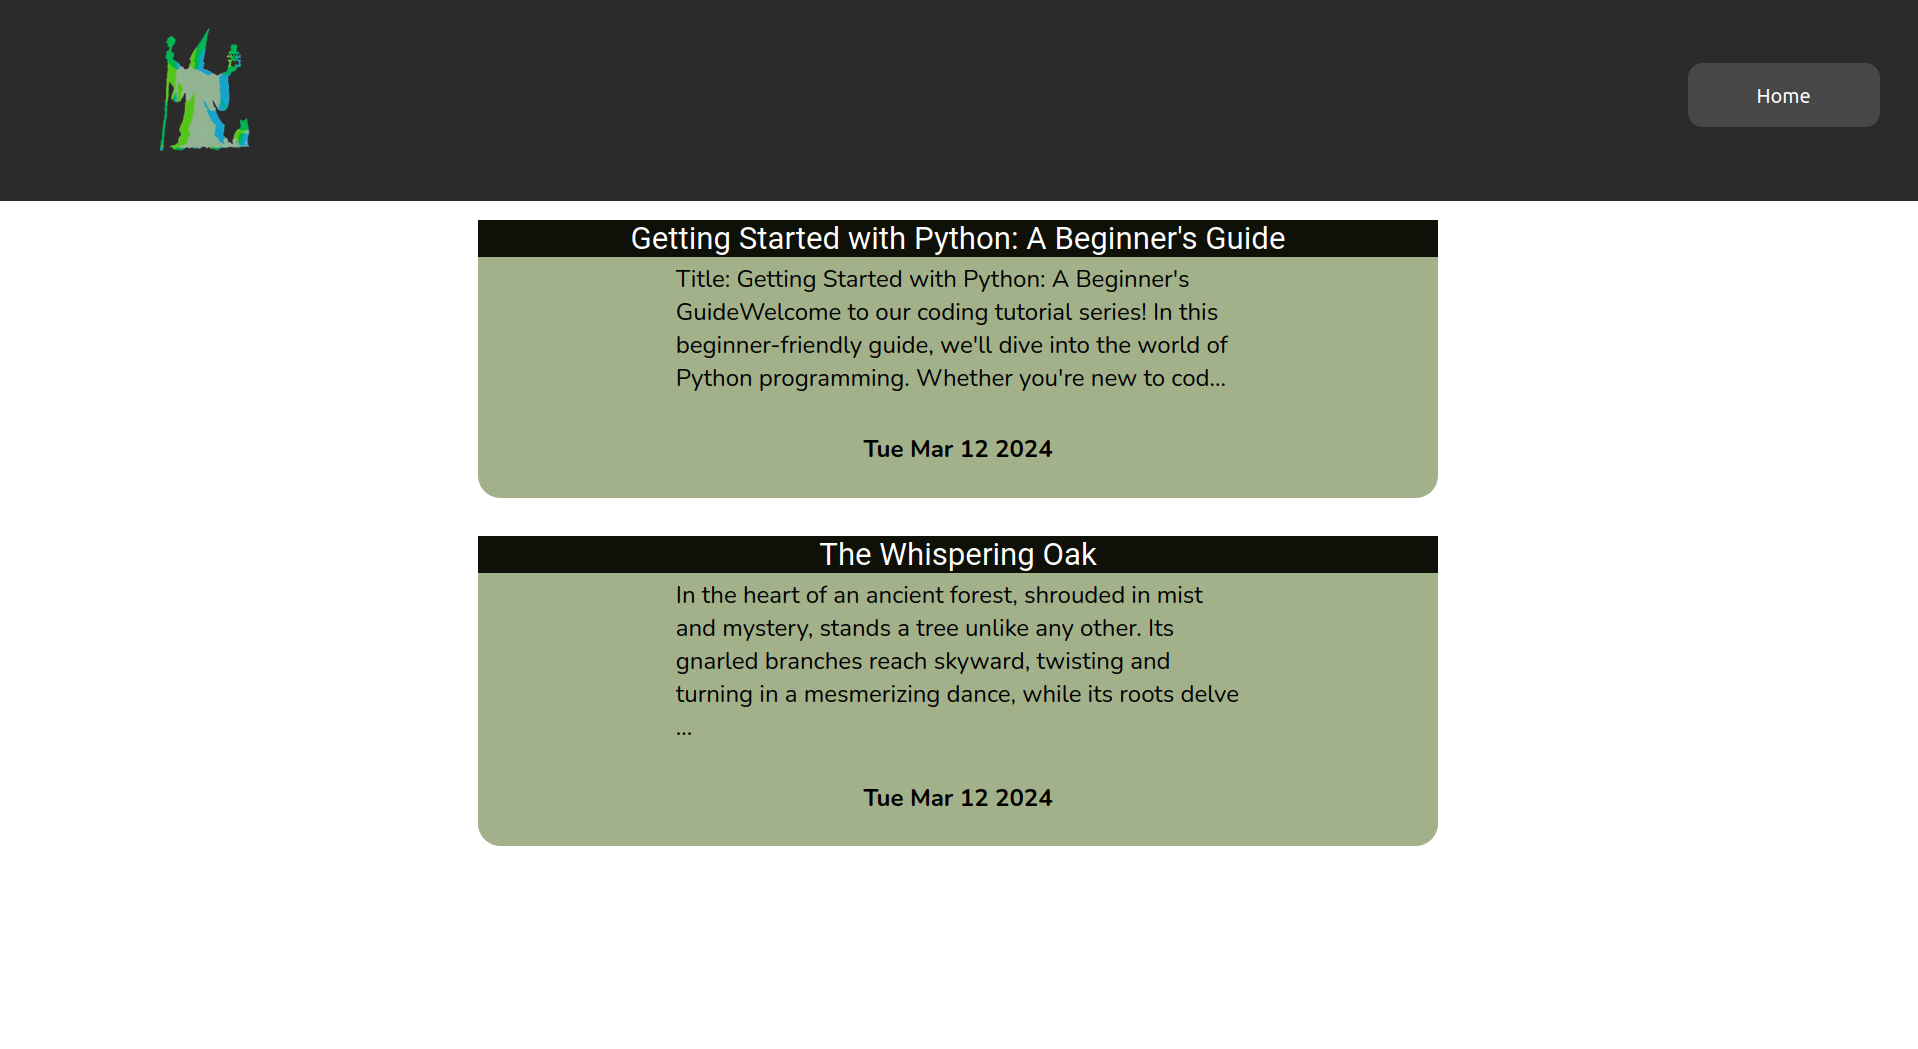 Home
Getting Started with Python: A Beginner's Guide
Title: Getting Started with Python: A Beginner's
GuideWelcome to our coding tutorial series! In this
beginner-friendly guide, we'll dive into the world of
Python programming. Whether you're new to cod...
Tue Mar 12 2024
The Whispering Oak
In the heart of an ancient forest, shrouded in mist
and mystery, stands a tree unlike any other. Its
gnarled branches reach skyward, twisting and
turning in a mesmerizing dance, while its roots delve
...
Tue Mar 12 2024